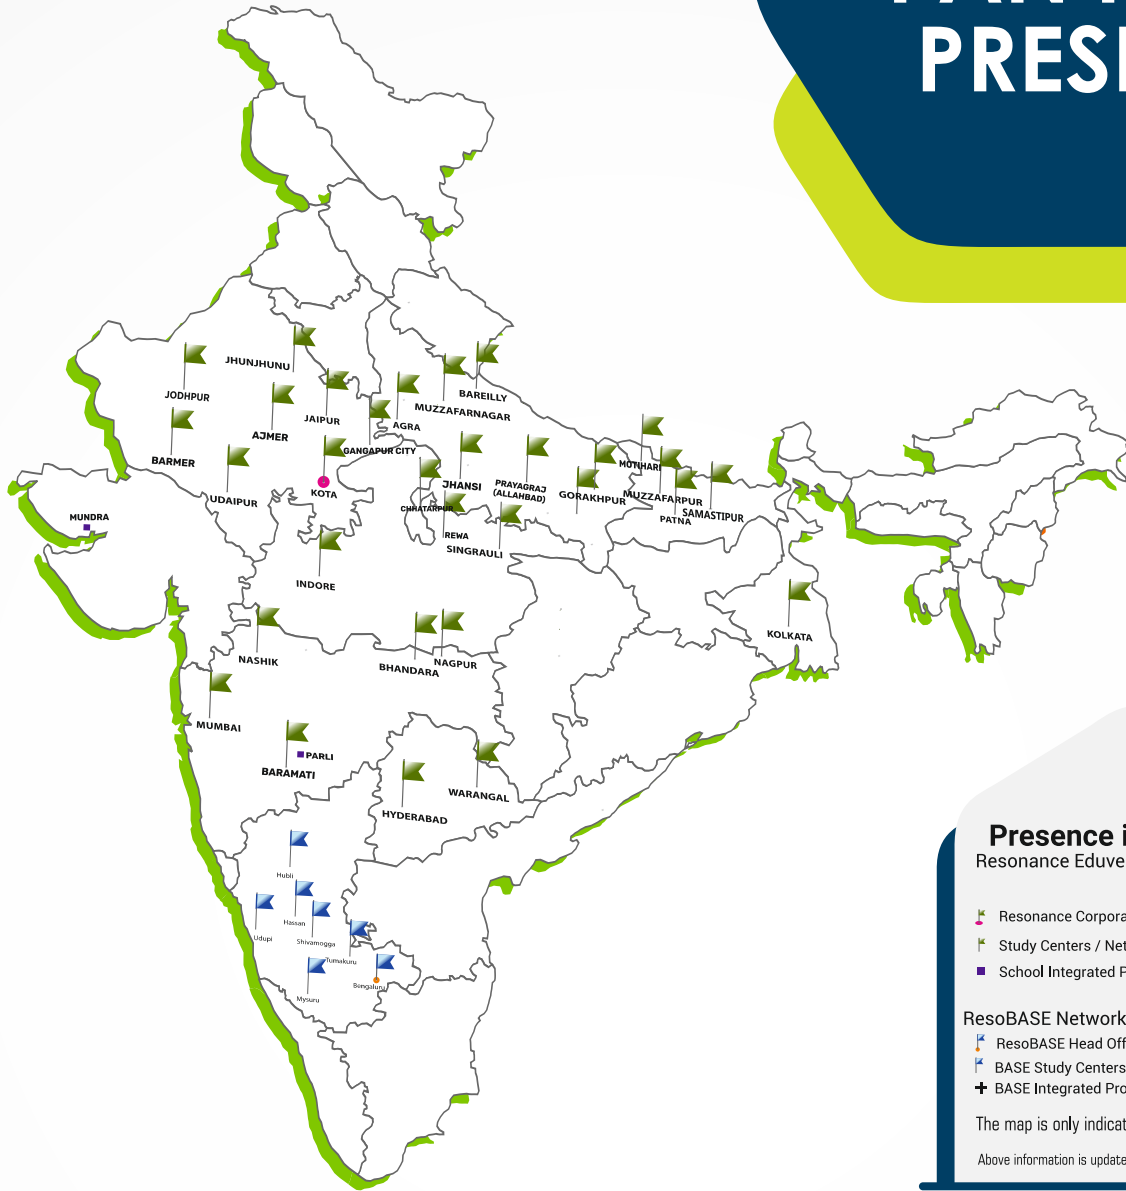 PRESE
JHUNJHUNU
JODHPUR
BAREILLY
MUZZAFARNAGAR
JAIPUR
AGRA
AJMER
GANGAPUR CITY
BARMER
MOTIHARI
KOTA
JHANSI
PRAYAGRAJ
(ALLAHBAD)
GORAKHPUR
MUZZAFARPUR
UDAIPUR
CHHATARPUR
SAMASTIPUR
PATNA
MUNDRA
REWA
SINGRAULI
INDORE
KOLKATA
NASHIK
BHANDARA
NAGPUR
MUMBAI
PARLI
BARAMATI
WARANGAL
HYDERABAD
Hubli
Hassan
Udupi
Shivamogga
Tumakuru
Bengaluru
Mysuru
Presence i
Resonance Eduve
Resonance Corpora
Study Centers / Net
School Integrated P
ResoBASE Network
ResoBASE Head Off
BASE Study Centers
BASE Integrated Pro
The map is only indicat
Above information is update